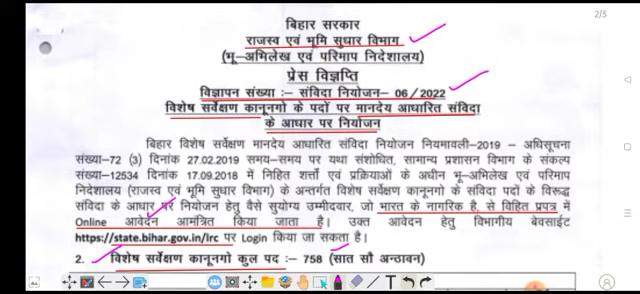 2/3
बिहार सरकार
राजस्व एवं भूमि सुधार विभाग
(भू–अभिलेख एवं परिमाप निदेशालय)
प्रेस विज्ञप्ति
विज्ञापन संख्या :– संविदा नियोजन– 06/2022
विशेष सर्वेक्षण कानूनगो के पदों पर मानदेय आधारित संविदा
के आधार पर नियोजन
बिहार विशेष सर्वेक्षण मानदेय आधारित संविदा नियोजन नियमावली–2019 – अधिसूचना
संख्या–72 (3) दिनांक 27.02.2019 समय–समय पर यथा संशोधित, सामान्य प्रशासन विभाग के संकल्प
संख्या–12534 दिनांक 17.09.2018 में निहित शर्त्तों एवं प्रक्रियाओं के अधीन भू–अभिलेख एवं परिमाप
निदेशालय (राजस्व एवं भूमि सुधार विभाग) के अन्तर्गत विशेष सर्वेक्षण कानूनगो के संविदा पदों के विरूद्ध
संविदा के आधार पर नियोजन हेतु वैसे सुयोग्य उम्मीदवार, जो भारत के नागरिक है, से विहित प्रपत्र में
Online आवेदन आमंत्रित किया जाता है। उक्त आवेदन हेतु विभागीय बेवसाईट
https://state.bihar.gov.in/lrc पर Login किया जा सकता है।
2. विशेष सर्वेक्षण कानूनगो कुल पद :– 758 (सात सौ अन्ठावन)